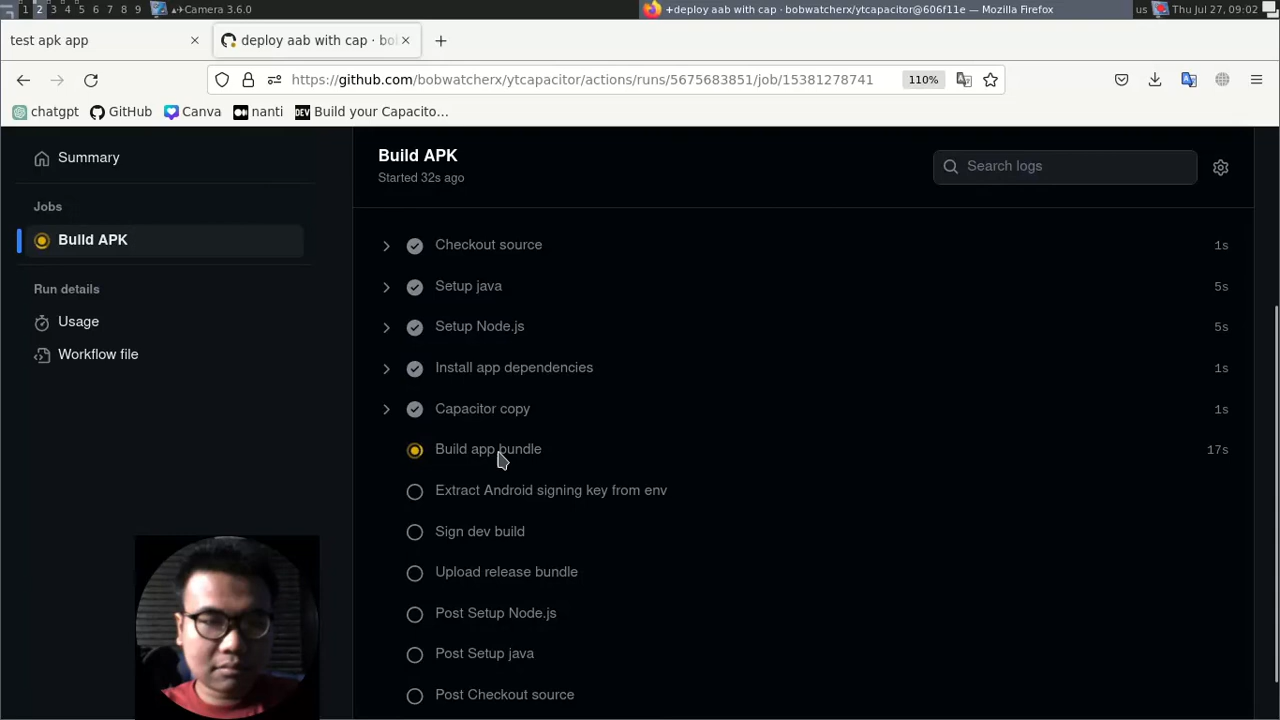 1 2 3 4 5 6 7 8 9 Camera 3.6.0 +deploy aab with cap · bobwatcherx/ytcapacitor@606f11e — Mozilla Firefox us Thu Jul 27, 09:02
test apk app × deploy aab with cap · bo × +
https://github.com/bobwatcherx/ytcapacitor/actions/runs/5675683851/job/15381278741 110%
chatgpt GitHub Canva nanti DEV Build your Capacito…
Summary
Jobs
Build APK
Run details
Usage
Workflow file
Build APK
Started 32s ago
Search logs
Checkout source 1s
Setup java 5s
Setup Node.js 5s
Install app dependencies 1s
Capacitor copy 1s
Build app bundle 17s
Extract Android signing key from env
Sign dev build
Upload release bundle
Post Setup Node.js
Post Setup java
Post Checkout source